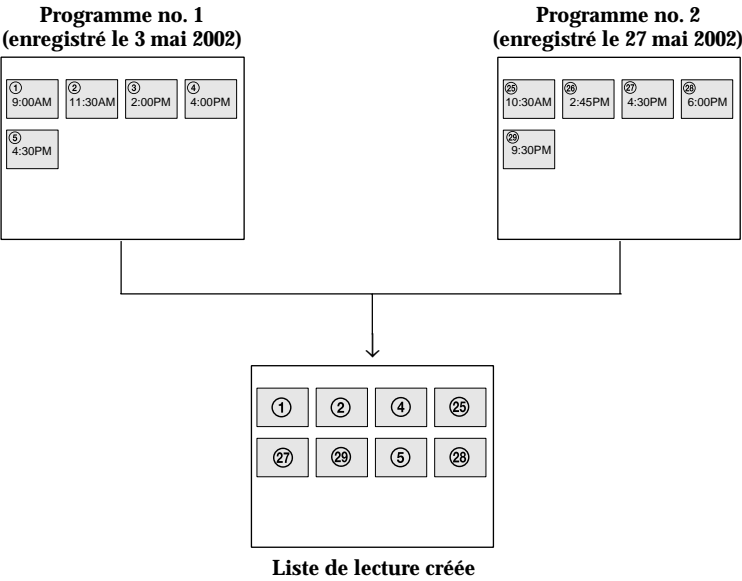 Programme no. 1
(enregistré le 3 mai 2002)
① ② ③ ④
9:00AM 11:30AM 2:00PM 4:00PM
⑤
4:30PM
Programme no. 2
(enregistré le 27 mai 2002)
㉕ ㉖ ㉗ ㉘
10:30AM 2:45PM 4:30PM 6:00PM
㉙
9:30PM
① ② ④ ㉕
㉗ ㉙ ⑤ ㉘
Liste de lecture créée